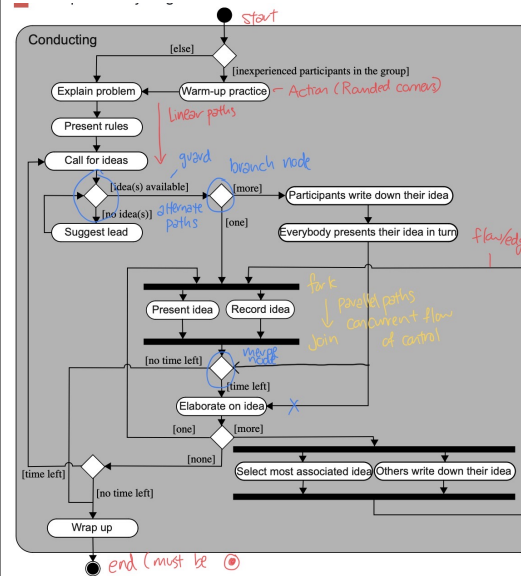 start
Conducting
[else]
[inexperienced participants in the group]
Explain problem
Warm-up practice
Action (Rounded corners)
Linear paths
Present rules
Call for ideas
guard
branch node
[idea(s) available]
[more]
Participants write down their idea
alternate
paths
[no idea(s)]
[one]
Suggest lead
Everybody presents their idea in turn
flow/edg
fork
Present idea
Record idea
parallel paths
concurrent flow
of control
Join
[no time left]
merge
node
[time left]
Elaborate on idea
X
[one]
[more]
[none]
Select most associated idea
Others write down their idea
[time left]
[no time left]
Wrap up
end (must be